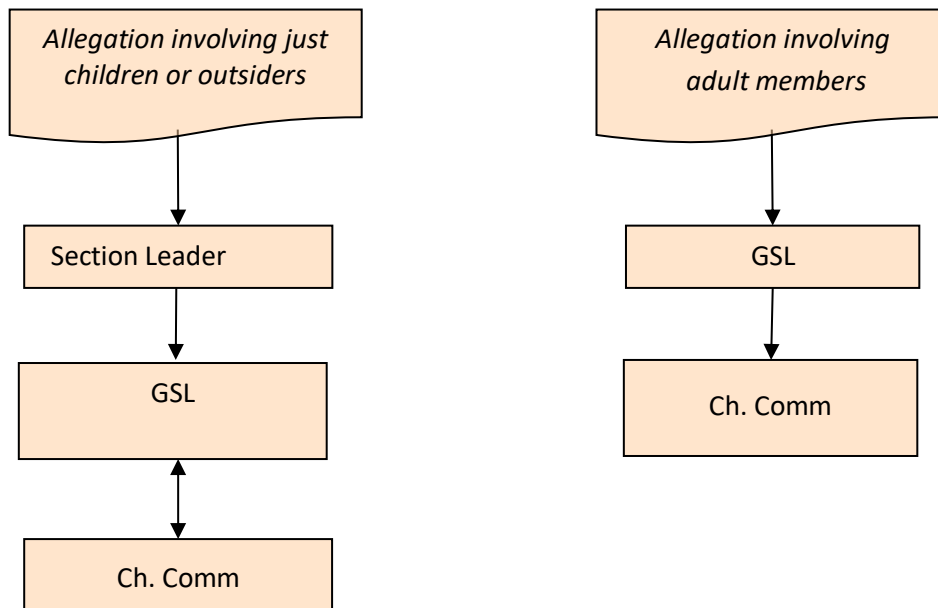 Allegation involving just
children or outsiders
Section Leader
GSL
Ch. Comm
Allegation involving
adult members
GSL
Ch. Comm